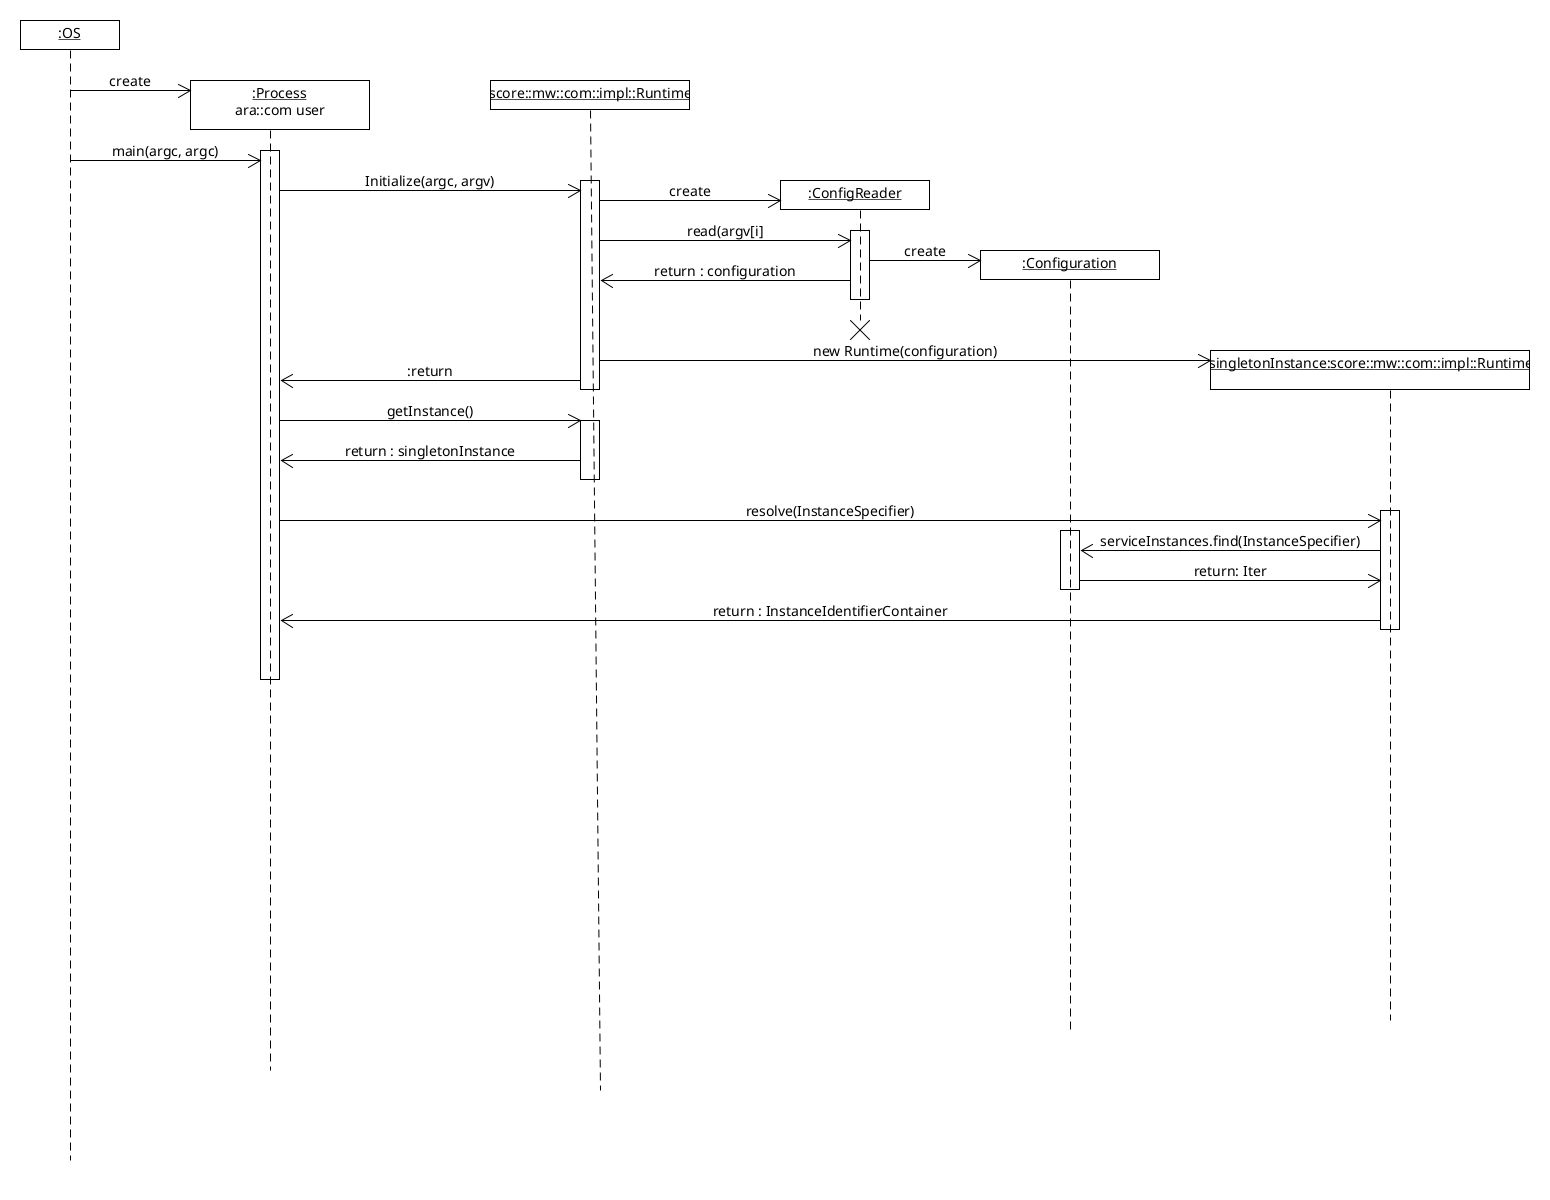 :OS
create
:Process
ara::com user
score::mw::com::impl::Runtime
main(argc, argc)
Initialize(argc, argv)
create
:ConfigReader
read(argv[i]
create
:Configuration
return : configuration
new Runtime(configuration)
singletonInstance:score::mw::com::impl::Runtime
:return
getInstance()
return : singletonInstance
resolve(InstanceSpecifier)
serviceInstances.find(InstanceSpecifier)
return: Iter
return : InstanceIdentifierContainer